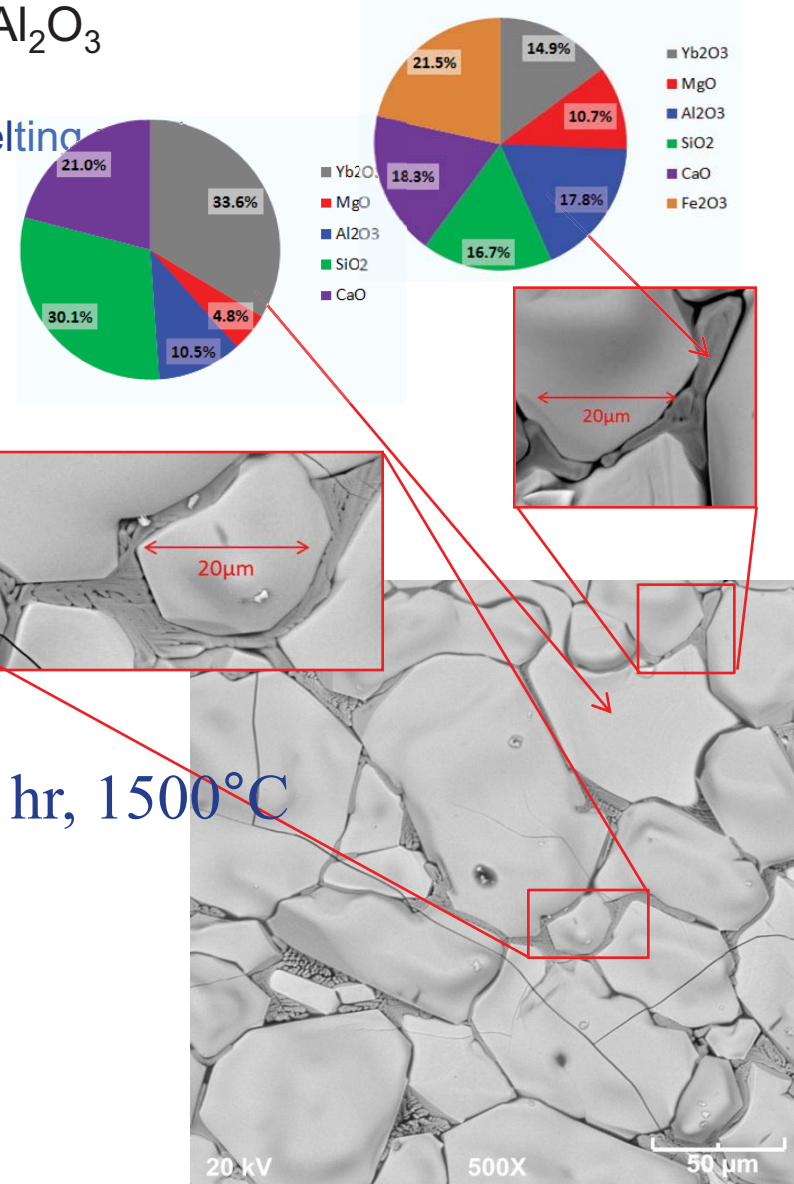 Al₂O₃
elting
21.0%
33.6%
30.1%
4.8%
10.5%
Yb2O3
MgO
Al2O3
SiO2
CaO
21.5%
14.9%
10.7%
18.3%
17.8%
16.7%
Yb2O3
MgO
Al2O3
SiO2
CaO
Fe2O3
20µm
20µm
hr, 1500°C
20 kV
500X
50 µm